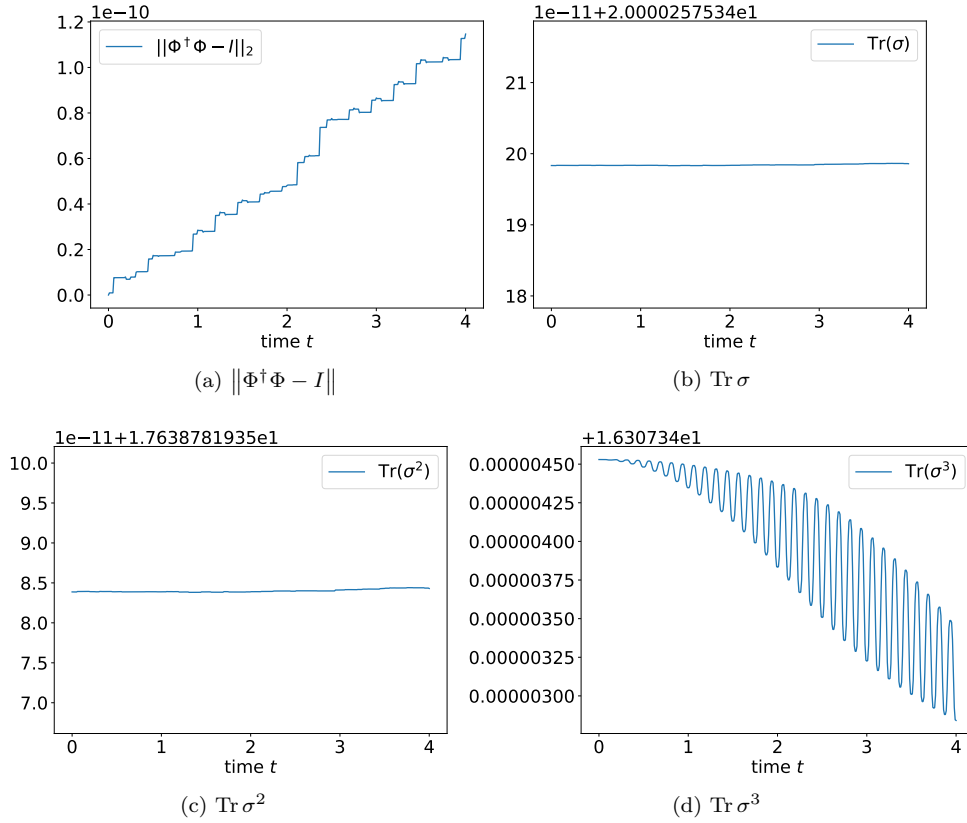 1e−10
||Φ†Φ − I||₂
1.2
1.0
0.8
0.6
0.4
0.2
0.0
0 1 2 3 4
time t
(a) ‖Φ†Φ − I‖
1e−11+2.0000257534e1
Tr(σ)
21
20
19
18
0 1 2 3 4
time t
(b) Tr σ
1e−11+1.7638781935e1
Tr(σ²)
10.0
9.5
9.0
8.5
8.0
7.5
7.0
0 1 2 3 4
time t
(c) Tr σ²
+1.630734e1
Tr(σ³)
0.00000450
0.00000425
0.00000400
0.00000375
0.00000350
0.00000325
0.00000300
0 1 2 3 4
time t
(d) Tr σ³